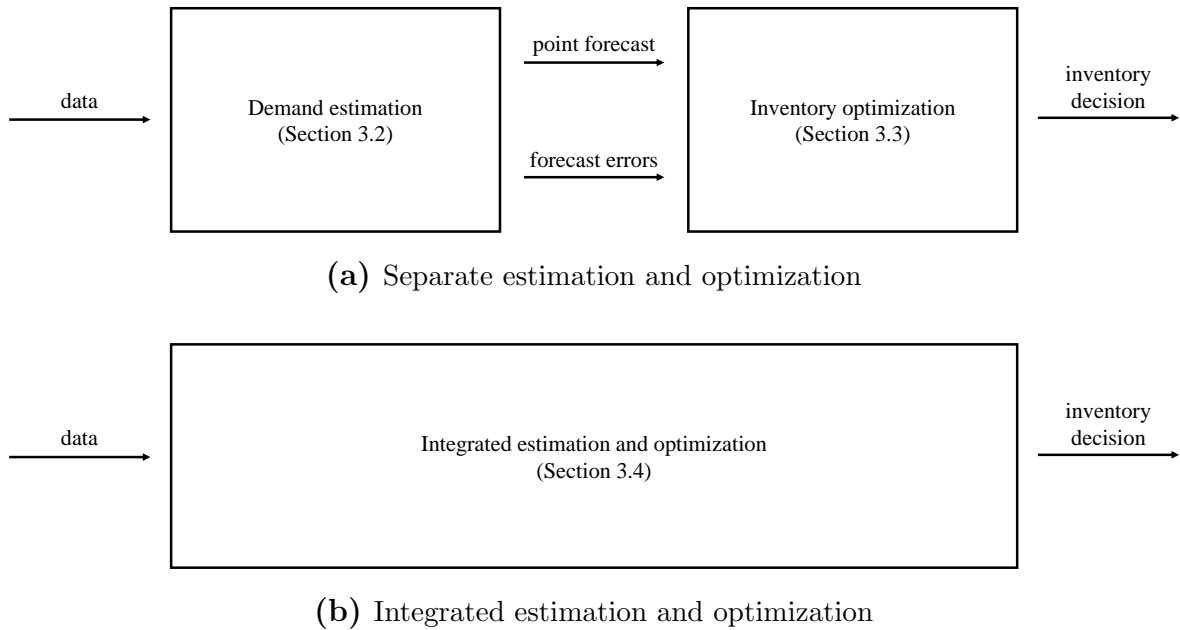 data
Demand estimation
(Section 3.2)
point forecast
forecast errors
Inventory optimization
(Section 3.3)
inventory
decision
(a) Separate estimation and optimization
data
Integrated estimation and optimization
(Section 3.4)
inventory
decision
(b) Integrated estimation and optimization